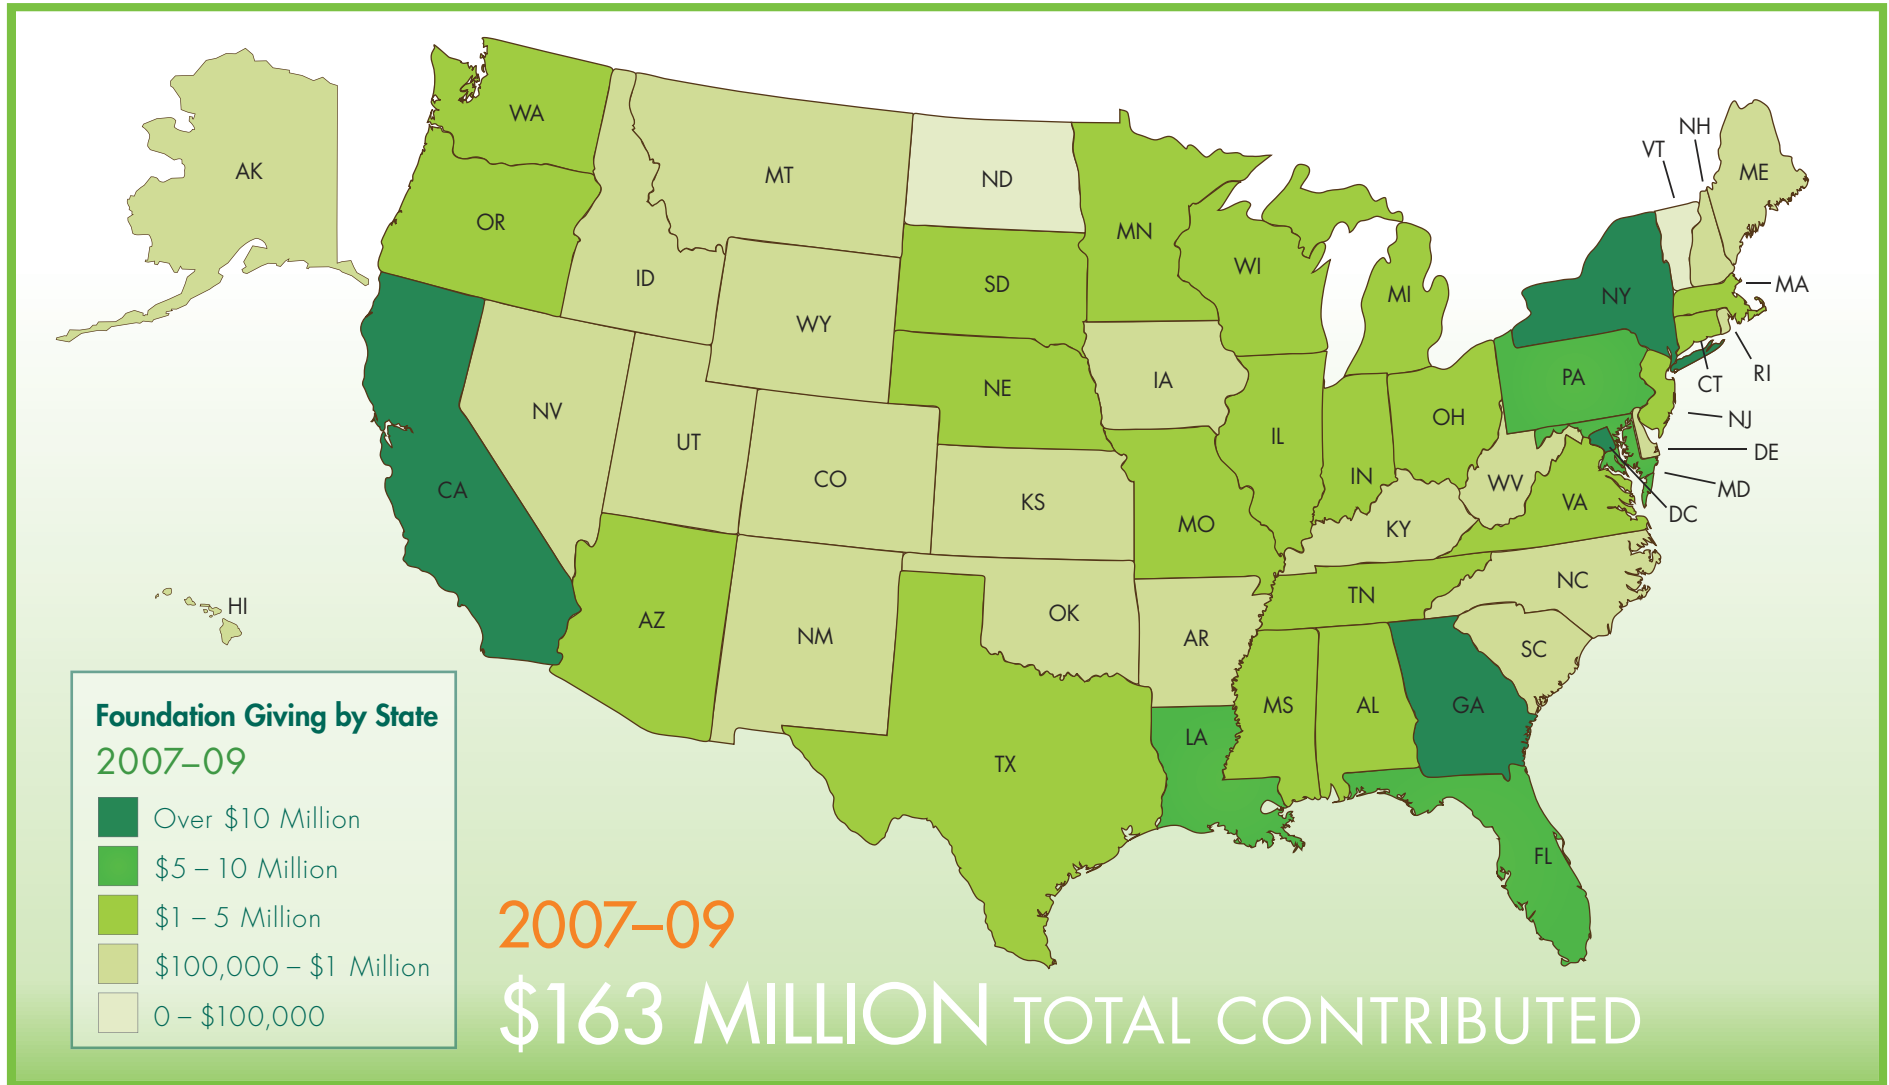 AK
WA
OR
MT
ND
ID
WY
SD
NE
MN
WI
MI
IA
NV
UT
CO
KS
CA
AZ
NM
OK
TX
MO
AR
LA
IL
IN
OH
KY
TN
MS
AL
GA
FL
SC
NC
VA
WV
PA
NY
VT
NH
ME
MA
RI
CT
NJ
DE
MD
DC
HI
Foundation Giving by State
2007–09
Over $10 Million
$5 – 10 Million
$1 – 5 Million
$100,000 – $1 Million
0 – $100,000
2007–09
$163 MILLION TOTAL CONTRIBUTED